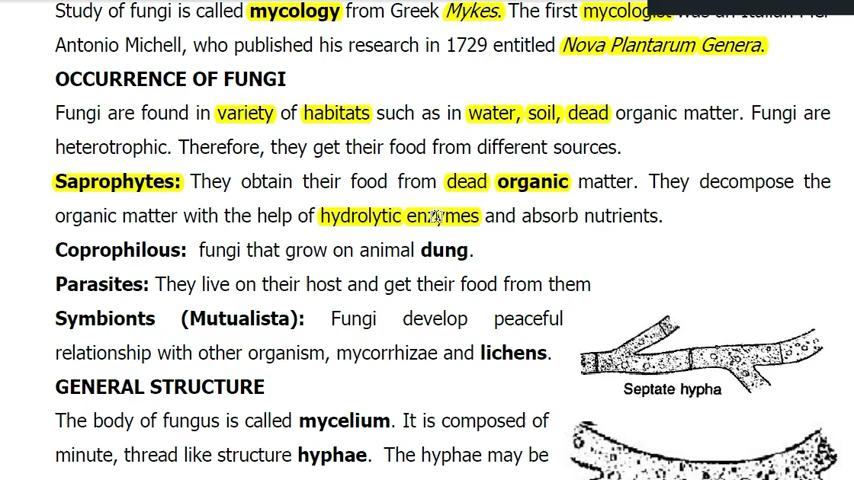 Study of fungi is called mycology from Greek Mykes. The first mycologist was an Italian
Antonio Michell, who published his research in 1729 entitled Nova Plantarum Genera.
OCCURRENCE OF FUNGI
Fungi are found in variety of habitats such as in water, soil, dead organic matter. Fungi are
heterotrophic. Therefore, they get their food from different sources.
Saprophytes: They obtain their food from dead organic matter. They decompose the
organic matter with the help of hydrolytic enzymes and absorb nutrients.
Coprophilous: fungi that grow on animal dung.
Parasites: They live on their host and get their food from them
Symbionts (Mutualista): Fungi develop peaceful
relationship with other organism, mycorrhizae and lichens.
Septate hypha
GENERAL STRUCTURE
The body of fungus is called mycelium. It is composed of
minute, thread like structure hyphae. The hyphae may be